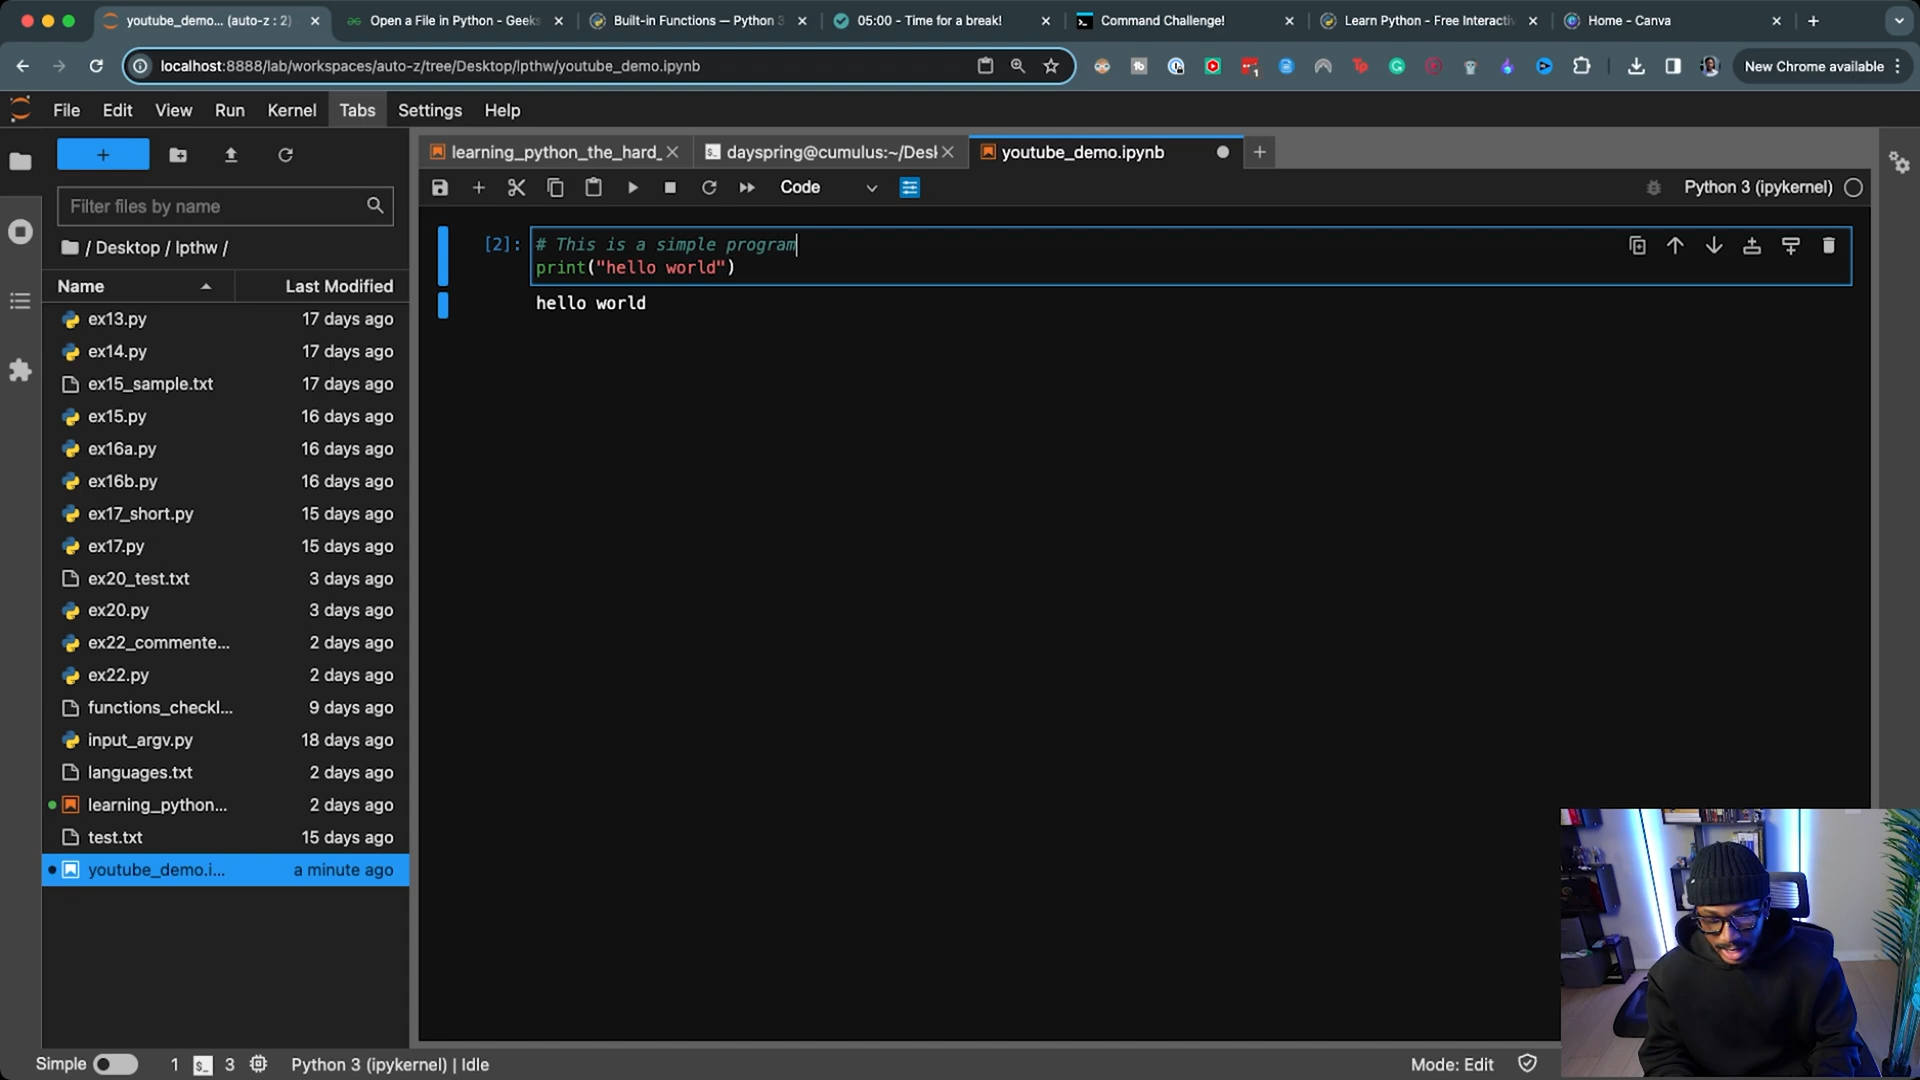 youtube_demo... (auto-z : 2)
Open a File in Python - Geeks
Built-in Functions — Python 3
05:00 - Time for a break!
Command Challenge!
Learn Python - Free Interacti
Home - Canva
localhost:8888/lab/workspaces/auto-z/tree/Desktop/lpthw/youtube_demo.ipynb
New Chrome available
File Edit View Run Kernel Tabs Settings Help
learning_python_the_hard_
dayspring@cumulus:~/Desl
youtube_demo.ipynb
Code
Python 3 (ipykernel)
Filter files by name
/ Desktop / lpthw /
Name Last Modified
ex13.py 17 days ago
ex14.py 17 days ago
ex15_sample.txt 17 days ago
ex15.py 16 days ago
ex16a.py 16 days ago
ex16b.py 16 days ago
ex17_short.py 15 days ago
ex17.py 15 days ago
ex20_test.txt 3 days ago
ex20.py 3 days ago
ex22_commente... 2 days ago
ex22.py 2 days ago
functions_checkl... 9 days ago
input_argv.py 18 days ago
languages.txt 2 days ago
learning_python... 2 days ago
test.txt 15 days ago
youtube_demo.i... a minute ago
[2]: # This is a simple program
print("hello world")
hello world
Simple 1 3 Python 3 (ipykernel) | Idle
Mode: Edit